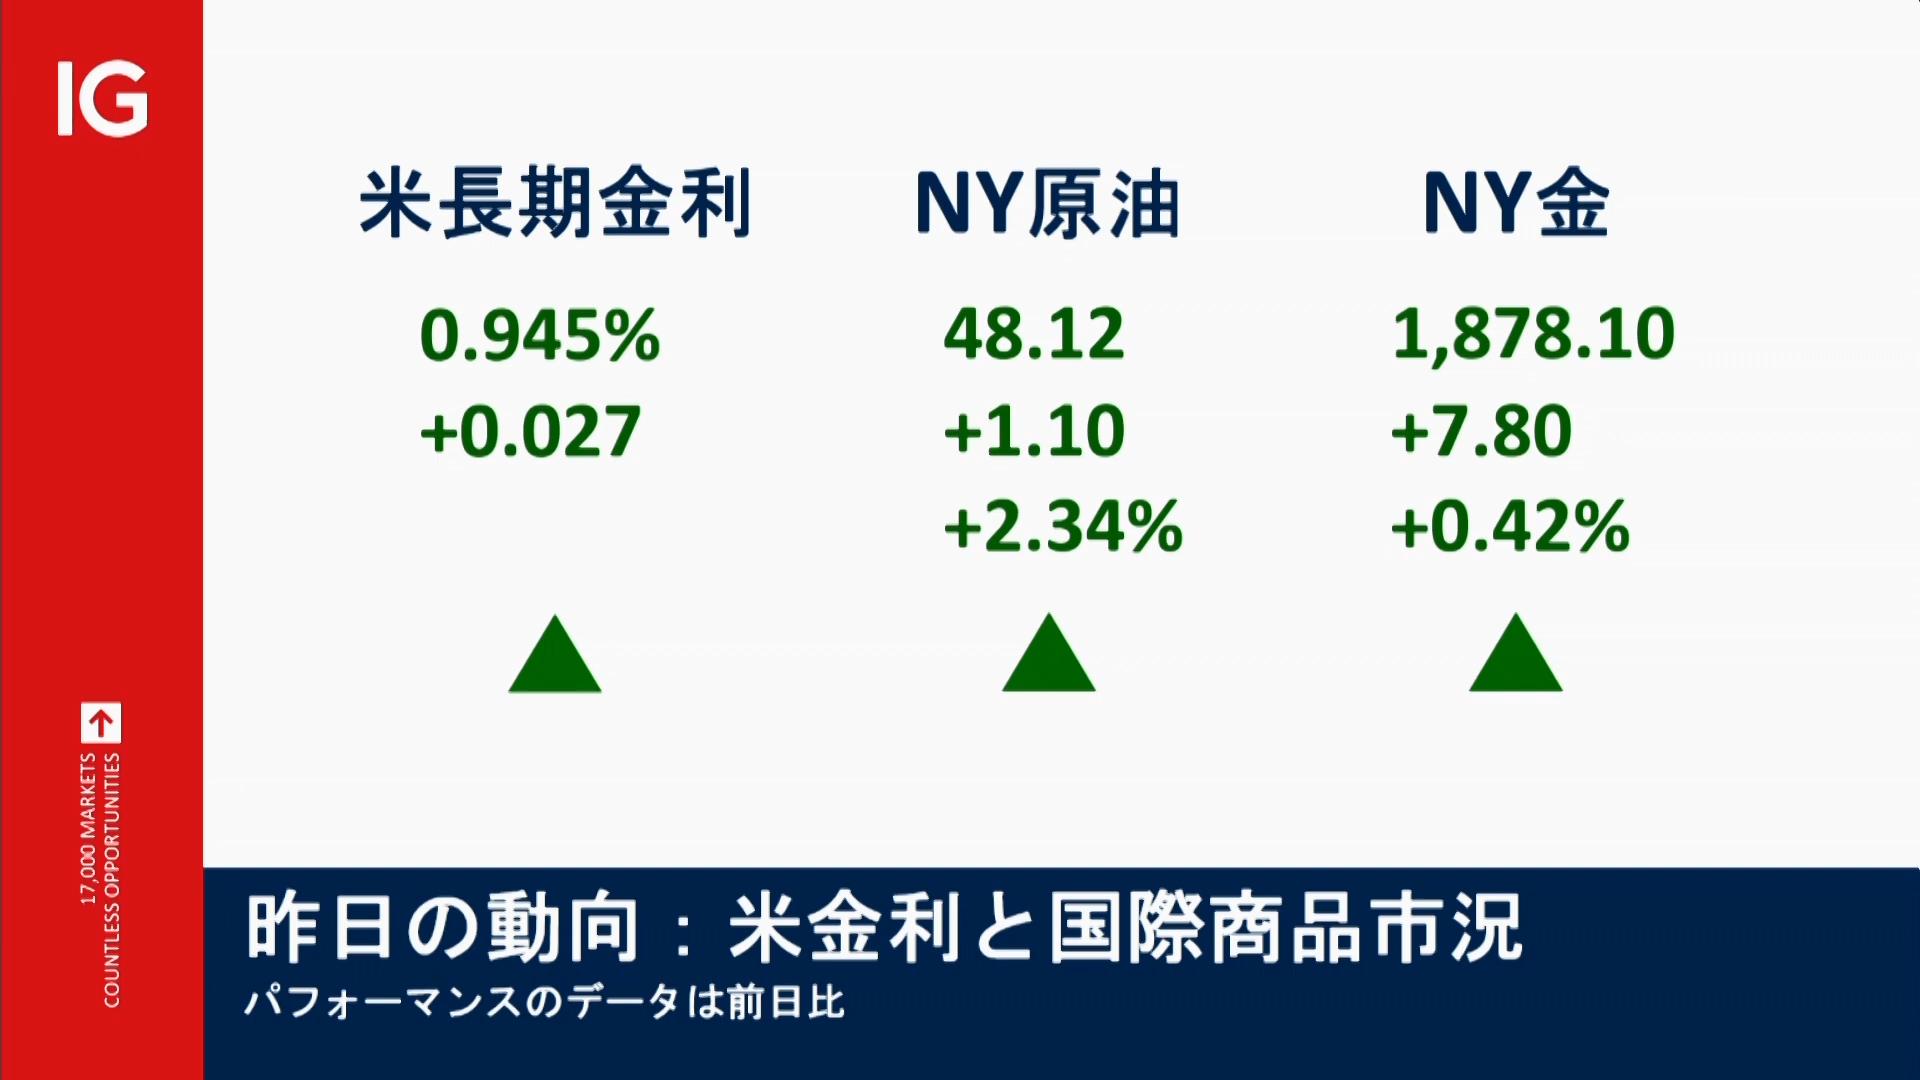 IG
米長期金利
0.945%
+0.027
NY原油
48.12
+1.10
+2.34%
NY金
1,878.10
+7.80
+0.42%
17,000 MARKETS
COUNTLESS OPPORTUNITIES
昨日の動向：米金利と国際商品市況
パフォーマンスのデータは前日比